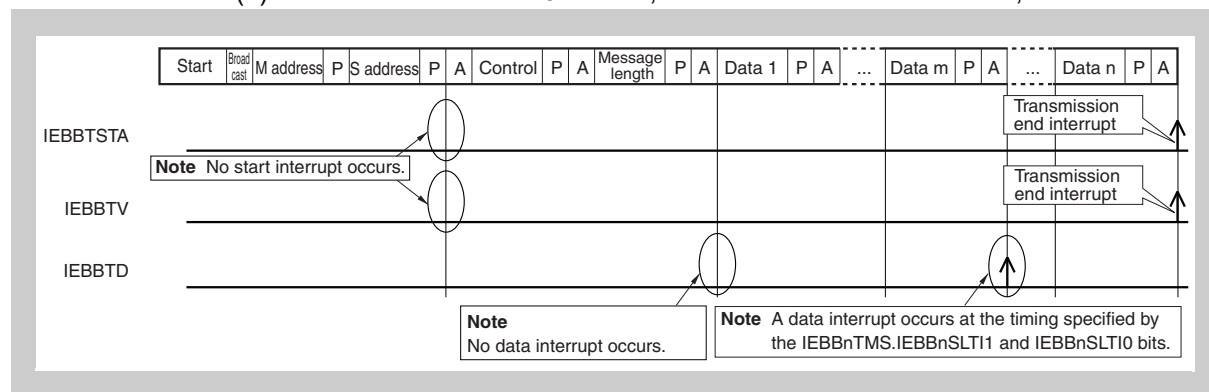 Start Broad cast M address P S address P A Control P A Message length P A Data 1 P A ... Data m P A ... Data n P A
Transmission
end interrupt
IEBBTSTA
Note No start interrupt occurs.
Transmission
end interrupt
IEBBTV
IEBBTD
Note
No data interrupt occurs.
Note A data interrupt occurs at the timing specified by
the IEBBnTMS.IEBBnSLTI1 and IEBBnSLTI0 bits.